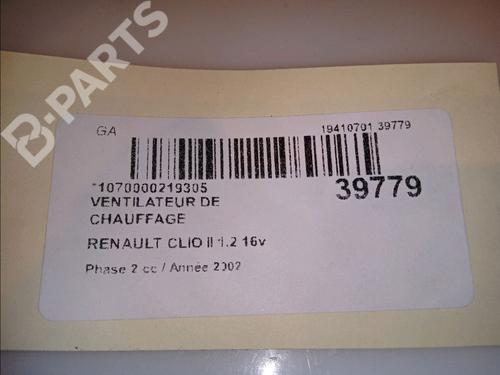 B-PARTS
GA 19410701 39779
*1070000219305 39779
VENTILATEUR DE
CHAUFFAGE
RENAULT CLIO II 1.2 16v
Phase 2 cc / Année 2002